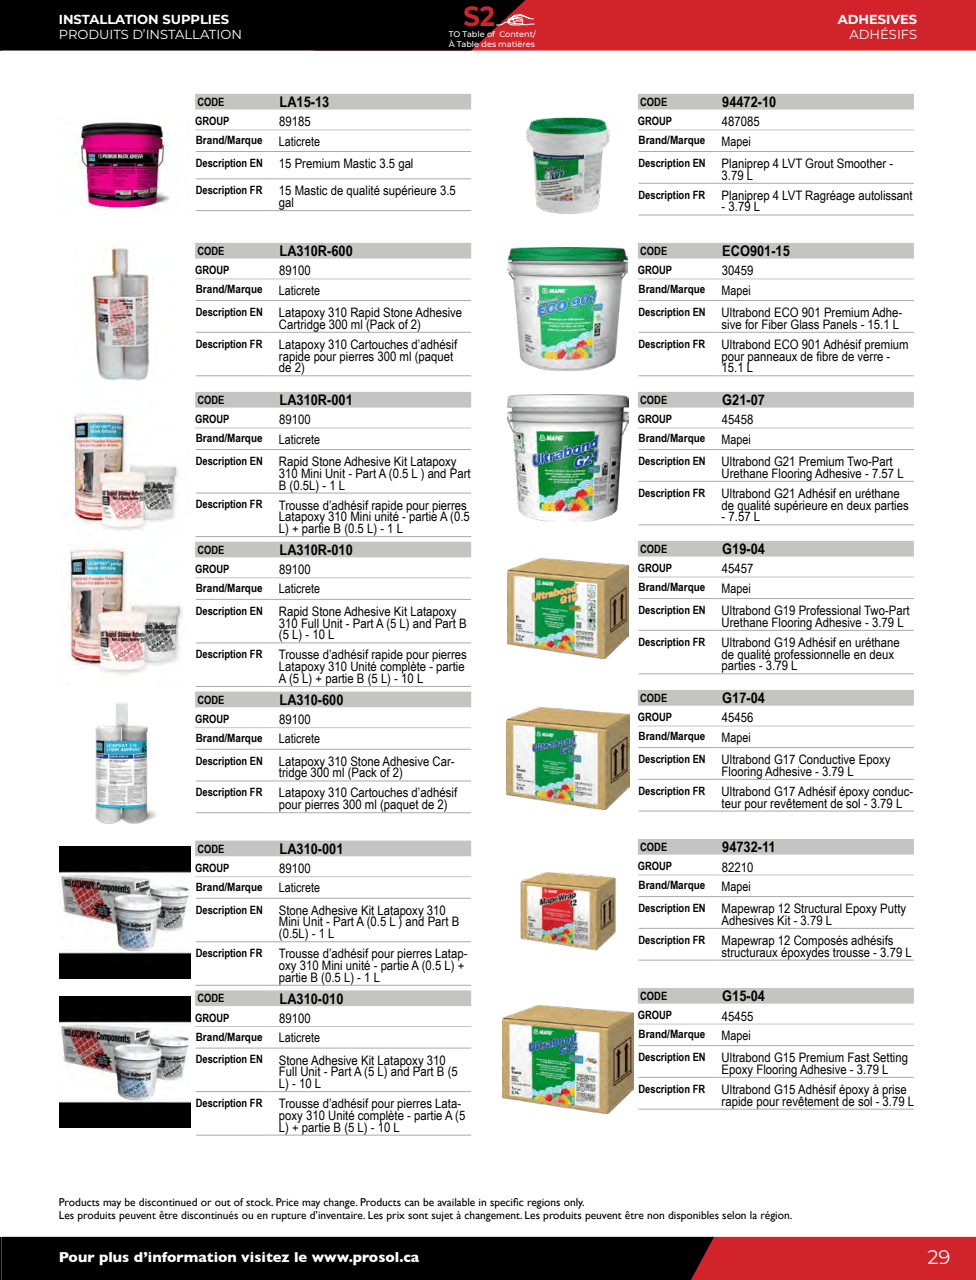 INSTALLATION SUPPLIES
PRODUITS D'INSTALLATION
S2
TO Table of Content/
À Table des matières
ADHESIVES
ADHÉSIFS
CODE LA15-13
GROUP 89185
Brand/Marque Laticrete
Description EN 15 Premium Mastic 3.5 gal
Description FR 15 Mastic de qualité supérieure 3.5
gal
CODE LA310R-600
GROUP 89100
Brand/Marque Laticrete
Description EN Latapoxy 310 Rapid Stone Adhesive
Cartridge 300 ml (Pack of 2)
Description FR Latapoxy 310 Cartouches d'adhésif
rapide pour pierres 300 ml (paquet
de 2)
CODE LA310R-001
GROUP 89100
Brand/Marque Laticrete
Description EN Rapid Stone Adhesive Kit Latapoxy
310 Mini Unit - Part A (0.5 L ) and Part
B (0.5L) - 1 L
Description FR Trousse d'adhésif rapide pour pierres
Latapoxy 310 Mini unité - partie A (0.5
L) + partie B (0.5 L) - 1 L
CODE LA310R-010
GROUP 89100
Brand/Marque Laticrete
Description EN Rapid Stone Adhesive Kit Latapoxy
310 Full Unit - Part A (5 L) and Part B
(5 L) - 10 L
Description FR Trousse d'adhésif rapide pour pierres
Latapoxy 310 Unité complète - partie
A (5 L) + partie B (5 L) - 10 L
CODE LA310-600
GROUP 89100
Brand/Marque Laticrete
Description EN Latapoxy 310 Stone Adhesive Car-
tridge 300 ml (Pack of 2)
Description FR Latapoxy 310 Cartouches d'adhésif
pour pierres 300 ml (paquet de 2)
CODE LA310-001
GROUP 89100
Brand/Marque Laticrete
Description EN Stone Adhesive Kit Latapoxy 310
Mini Unit - Part A (0.5 L ) and Part B
(0.5L) - 1 L
Description FR Trousse d'adhésif pour pierres Latap-
oxy 310 Mini unité - partie A (0.5 L) +
partie B (0.5 L) - 1 L
CODE LA310-010
GROUP 89100
Brand/Marque Laticrete
Description EN Stone Adhesive Kit Latapoxy 310
Full Unit - Part A (5 L) and Part B (5
L) - 10 L
Description FR Trousse d'adhésif pour pierres Lata-
poxy 310 Unité complète - partie A (5
L) + partie B (5 L) - 10 L
CODE 94472-10
GROUP 487085
Brand/Marque Mapei
Description EN Planiprep 4 LVT Grout Smoother -
3.79 L
Description FR Planiprep 4 LVT Ragréage autolissant
- 3.79 L
MAPEI
ECO 901
CODE ECO901-15
GROUP 30459
Brand/Marque Mapei
Description EN Ultrabond ECO 901 Premium Adhe-
sive for Fiber Glass Panels - 15.1 L
Description FR Ultrabond ECO 901 Adhésif premium
pour panneaux de fibre de verre -
15.1 L
MAPEI
Ultrabond
G21
CODE G21-07
GROUP 45458
Brand/Marque Mapei
Description EN Ultrabond G21 Premium Two-Part
Urethane Flooring Adhesive - 7.57 L
Description FR Ultrabond G21 Adhésif en uréthane
de qualité supérieure en deux parties
- 7.57 L
MAPEI
Ultrabond
G19
CODE G19-04
GROUP 45457
Brand/Marque Mapei
Description EN Ultrabond G19 Professional Two-Part
Urethane Flooring Adhesive - 3.79 L
Description FR Ultrabond G19 Adhésif en uréthane
de qualité professionnelle en deux
parties - 3.79 L
MAPEI
Ultrabond
G17
CODE G17-04
GROUP 45456
Brand/Marque Mapei
Description EN Ultrabond G17 Conductive Epoxy
Flooring Adhesive - 3.79 L
Description FR Ultrabond G17 Adhésif époxy conduc-
teur pour revêtement de sol - 3.79 L
MapeWrap
12
CODE 94732-11
GROUP 82210
Brand/Marque Mapei
Description EN Mapewrap 12 Structural Epoxy Putty
Adhesives Kit - 3.79 L
Description FR Mapewrap 12 Composés adhésifs
structuraux époxydes trousse - 3.79 L
MAPEI
Ultrabond
G15
CODE G15-04
GROUP 45455
Brand/Marque Mapei
Description EN Ultrabond G15 Premium Fast Setting
Epoxy Flooring Adhesive - 3.79 L
Description FR Ultrabond G15 Adhésif époxy à prise
rapide pour revêtement de sol - 3.79 L
Products may be discontinued or out of stock. Price may change. Products can be available in specific regions only.
Les produits peuvent être discontinués ou en rupture d'inventaire. Les prix sont sujet à changement. Les produits peuvent être non disponibles selon la région.
Pour plus d'information visitez le www.prosol.ca
29